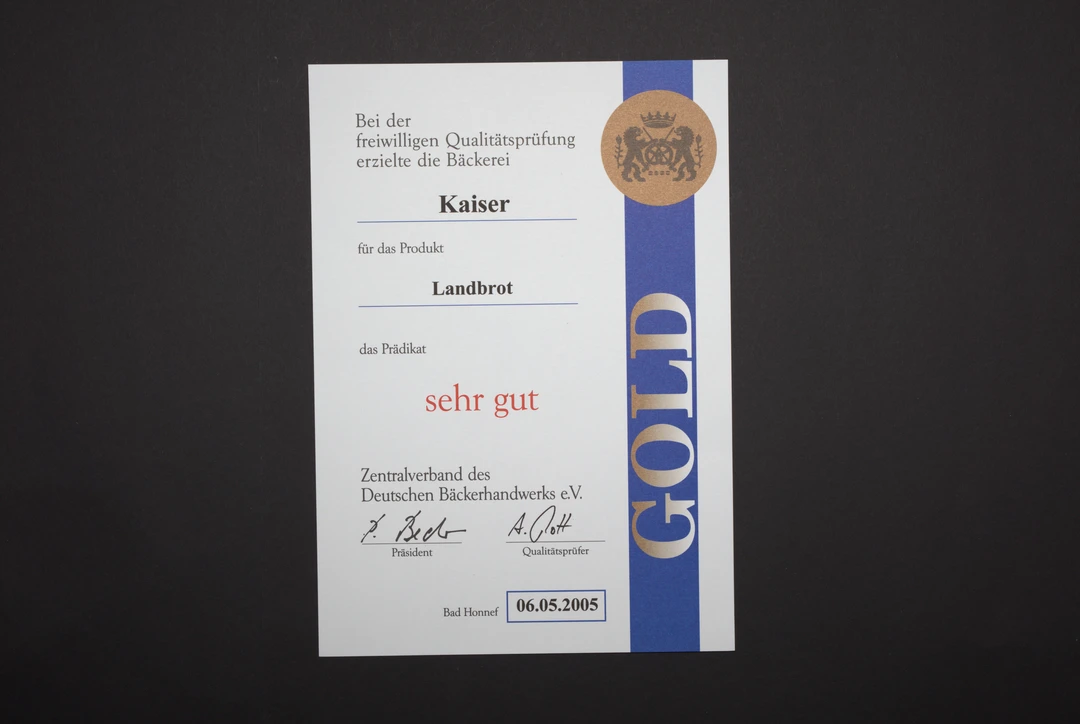 Bei der
freiwilligen Qualitätsprüfung
erzielte die Bäckerei
Kaiser
für das Produkt
Landbrot
das Prädikat
sehr gut
Zentralverband des
Deutschen Bäckerhandwerks e.V.
Präsident
Qualitätsprüfer
Bad Honnef 06.05.2005
GOLD